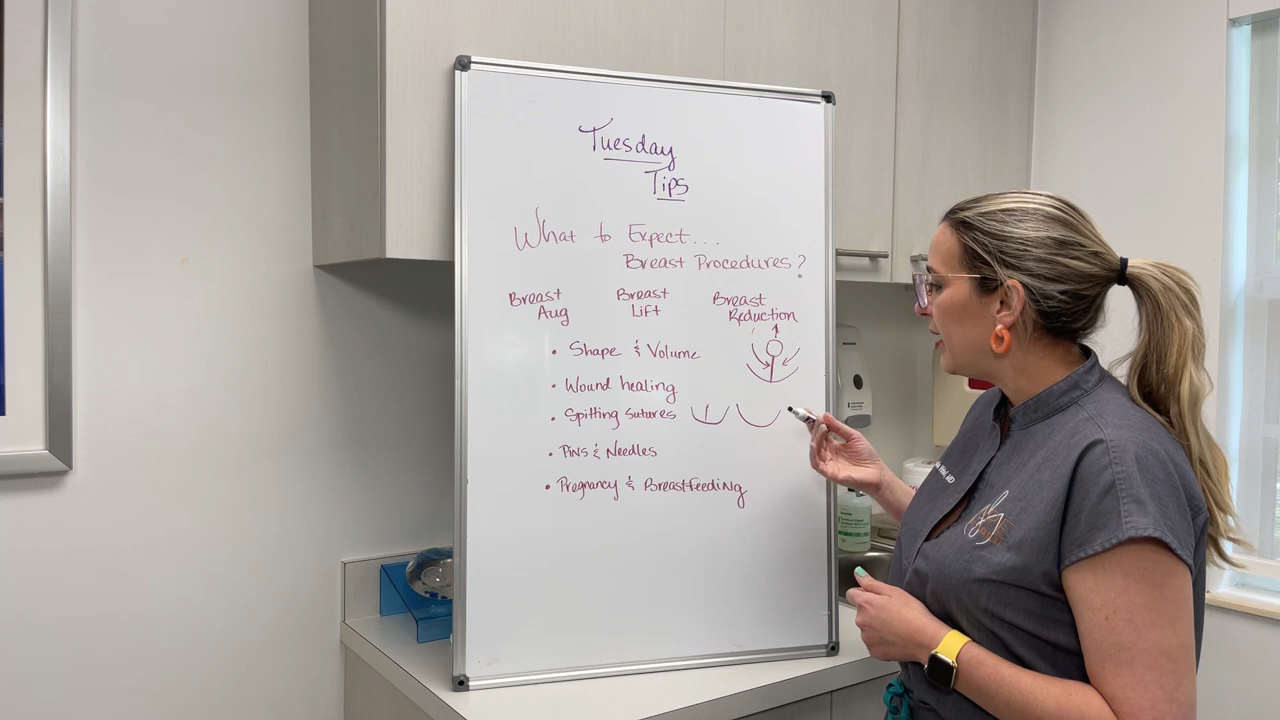 Tuesday
Tips
What to Expect...
Breast Procedures?
Breast Aug
Breast Lift
Breast Reduction
• Shape & Volume
• Wound healing
• Spitting Sutures
• Pins & Needles
• Pregnancy & Breastfeeding